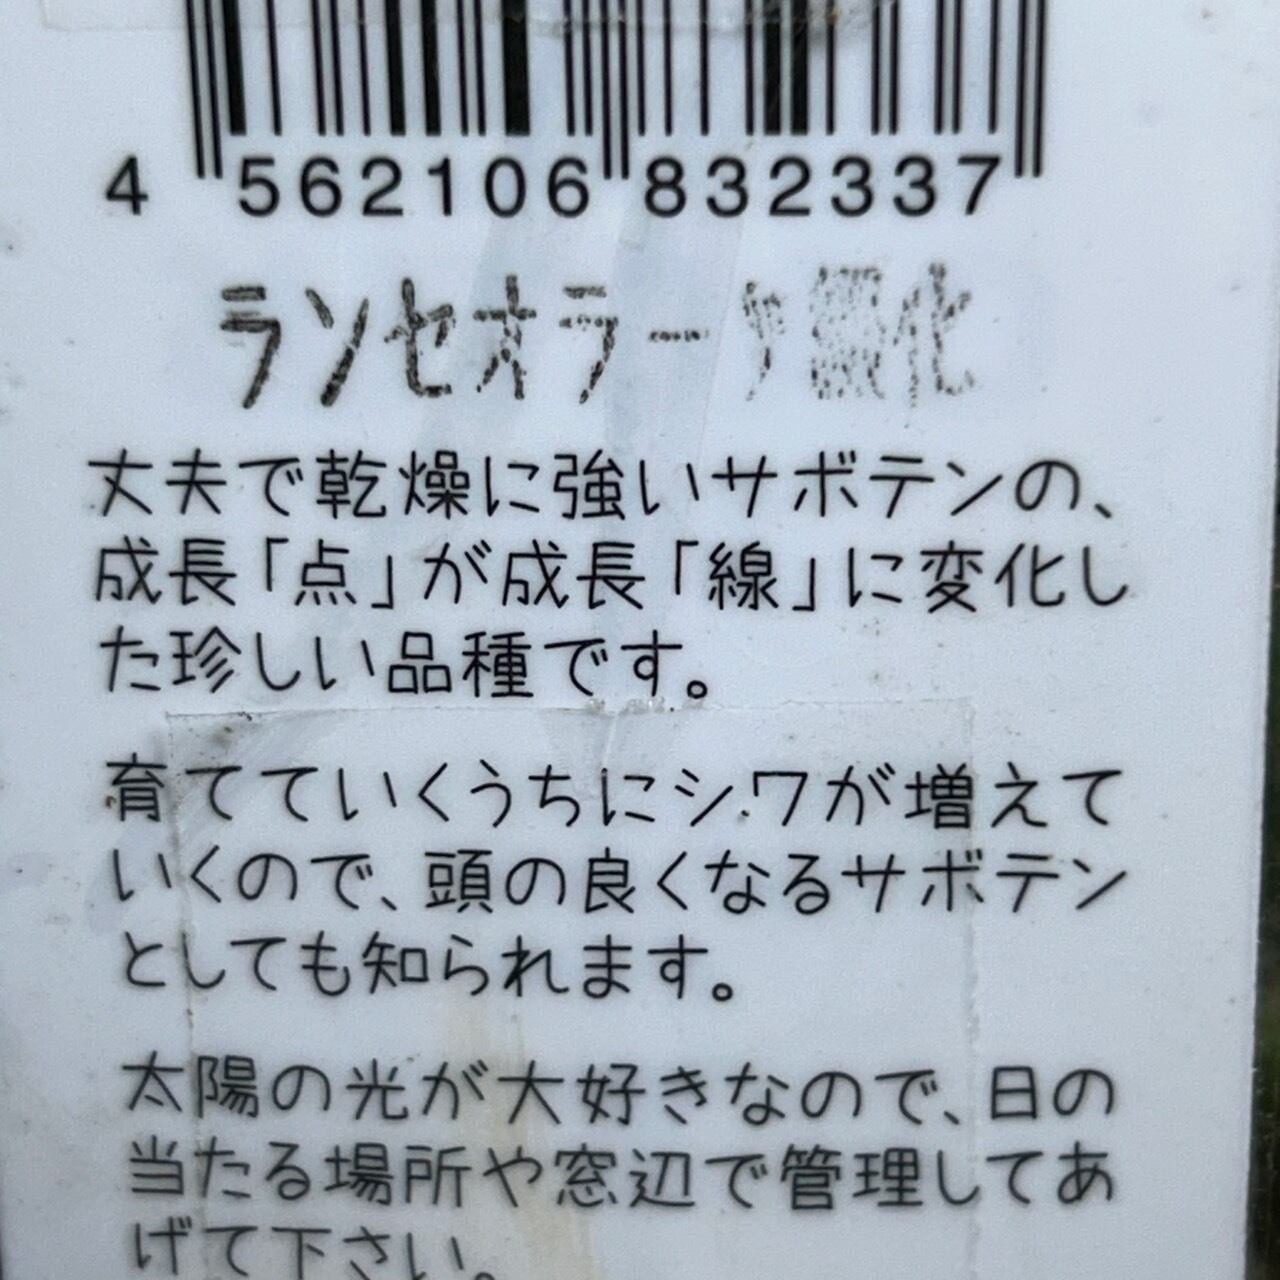 4 562106 832337
ランセオラータ綴化
丈夫で乾燥に強いサボテンの、
成長「点」が成長「線」に変化し
た珍しい品種です。
育てていくうちにシワが増えて
いくので、頭の良くなるサボテン
としても知られます。
太陽の光が大好きなので、日の
当たる場所や窓辺で管理してあ
げて下さい。